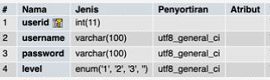 # Nama Jenis Penyortiran Atribut
1 userid int(11)
2 username varchar(100) utf8_general_ci
3 password varchar(100) utf8_general_ci
4 level enum('1', '2', '3', '') utf8_general_ci